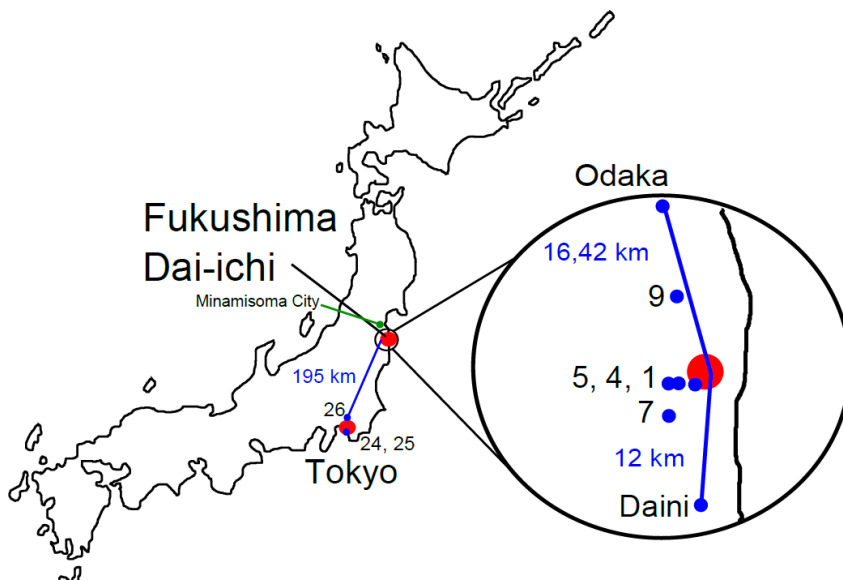 Fukushima
Dai-ichi
Minamisoma City
195 km
26
24, 25
Tokyo
Odaka
16,42 km
9
5, 4, 1
7
12 km
Daini